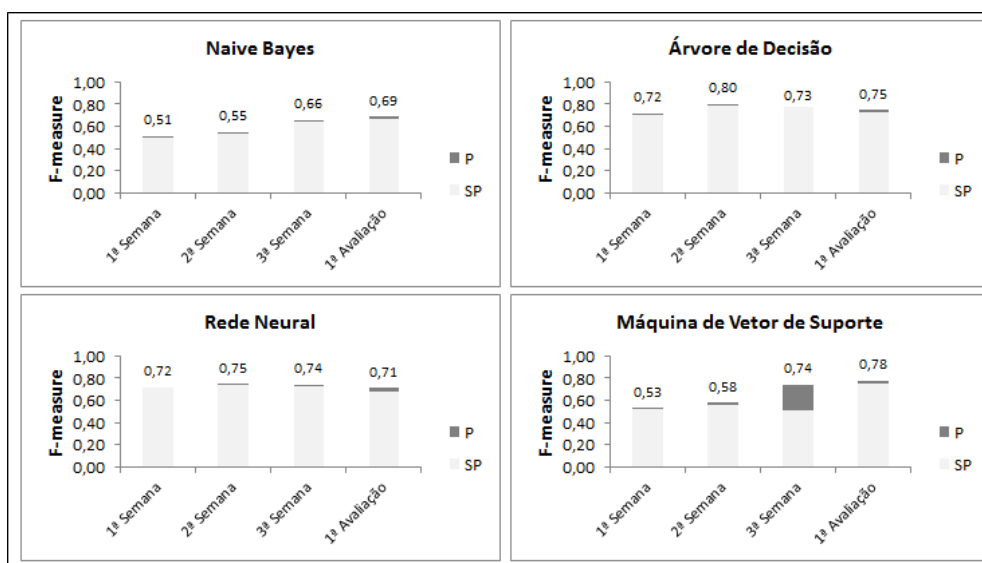 Naive Bayes
F-measure
1,00
0,80
0,60
0,40
0,20
0,00
0,51
0,55
0,66
0,69
1ª Semana
2ª Semana
3ª Semana
1ª Avaliação
P
SP
Árvore de Decisão
F-measure
1,00
0,80
0,60
0,40
0,20
0,00
0,72
0,80
0,73
0,75
1ª Semana
2ª Semana
3ª Semana
1ª Avaliação
P
SP
Rede Neural
F-measure
1,00
0,80
0,60
0,40
0,20
0,00
0,72
0,75
0,74
0,71
1ª Semana
2ª Semana
3ª Semana
1ª Avaliação
P
SP
Máquina de Vetor de Suporte
F-measure
1,00
0,80
0,60
0,40
0,20
0,00
0,53
0,58
0,74
0,78
1ª Semana
2ª Semana
3ª Semana
1ª Avaliação
P
SP